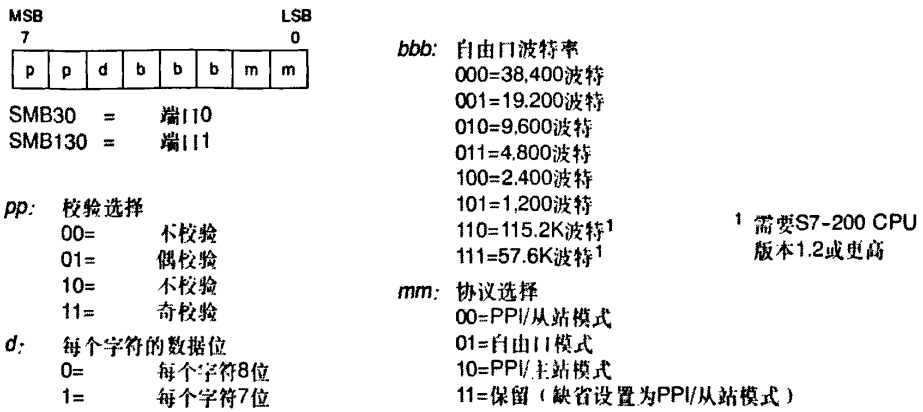 MSB LSB
7 0
p p d b b b m m
SMB30 = 端口0
SMB130 = 端口1
pp: 校验选择
00= 不校验
01= 偶校验
10= 不校验
11= 奇校验
d: 每个字符的数据位
0= 每个字符8位
1= 每个字符7位
bbb: 自由口波特率
000=38,400波特
001=19.200波特
010=9,600波特
011=4,800波特
100=2.400波特
101=1,200波特
110=115.2K波特1
111=57.6K波特1
1 需要S7-200 CPU
版本1.2或更高
mm: 协议选择
00=PPI/从站模式
01=自由口模式
10=PPI/主站模式
11=保留（缺省设置为PPI/从站模式）